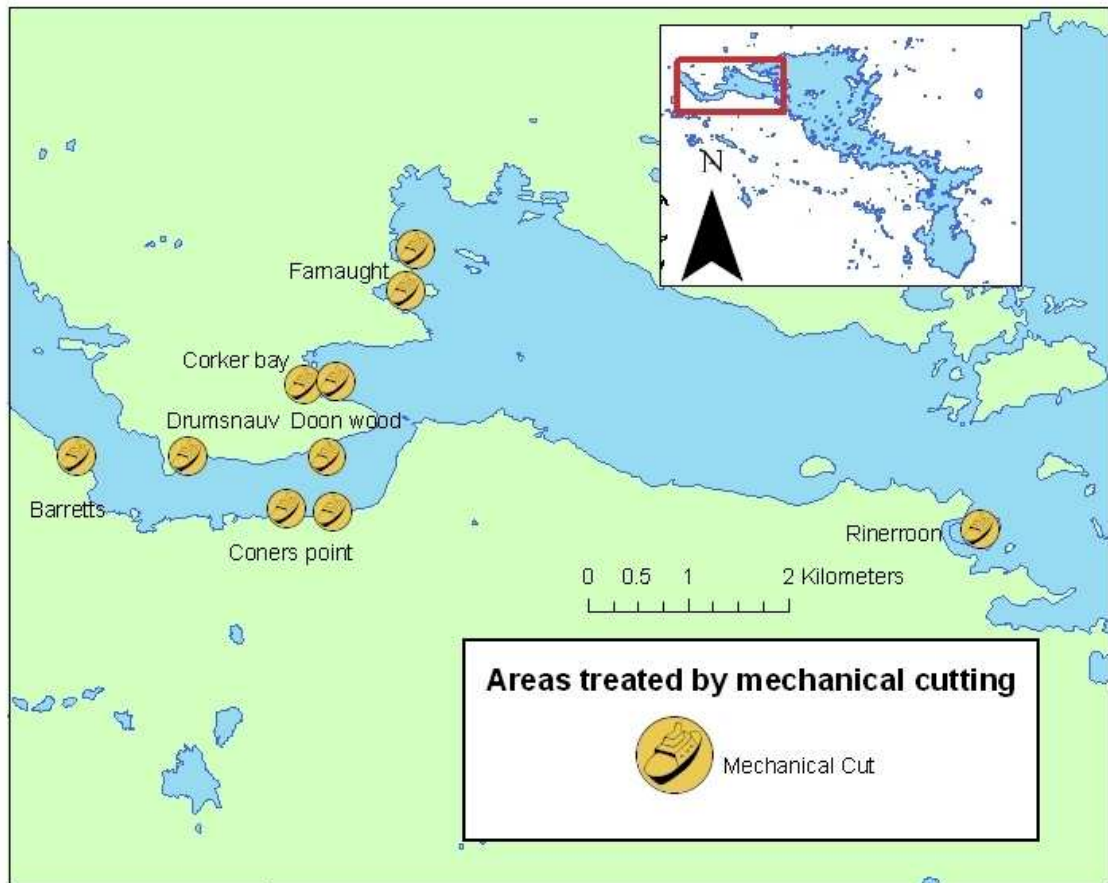 N
Farnaught
Corker bay
Drumsnauv Doon wood
Barretts
Coners point
Rinerroon
0 0.5 1 2 Kilometers
Areas treated by mechanical cutting
Mechanical Cut